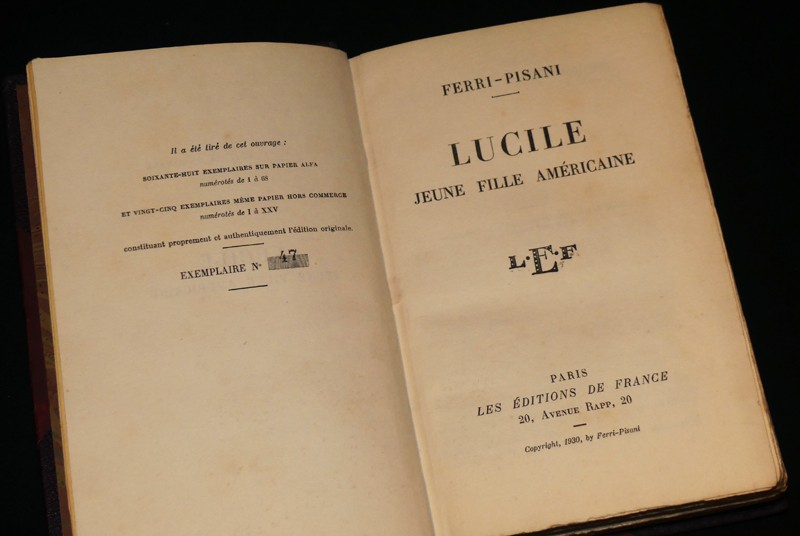 Il a été tiré de cet ouvrage :
SOIXANTE-HUIT EXEMPLAIRES SUR PAPIER ALFA
numérotés de 1 à 68
ET VINGT-CINQ EXEMPLAIRES MÊME PAPIER HORS COMMERCE
numérotés de I à XXV
constituant proprement et authentiquement l'édition originale.
EXEMPLAIRE N° 47
FERRI-PISANI
LUCILE
JEUNE FILLE AMÉRICAINE
L·E·F
PARIS
LES ÉDITIONS DE FRANCE
20, AVENUE RAPP, 20
Copyright, 1930, by Ferri-Pisani